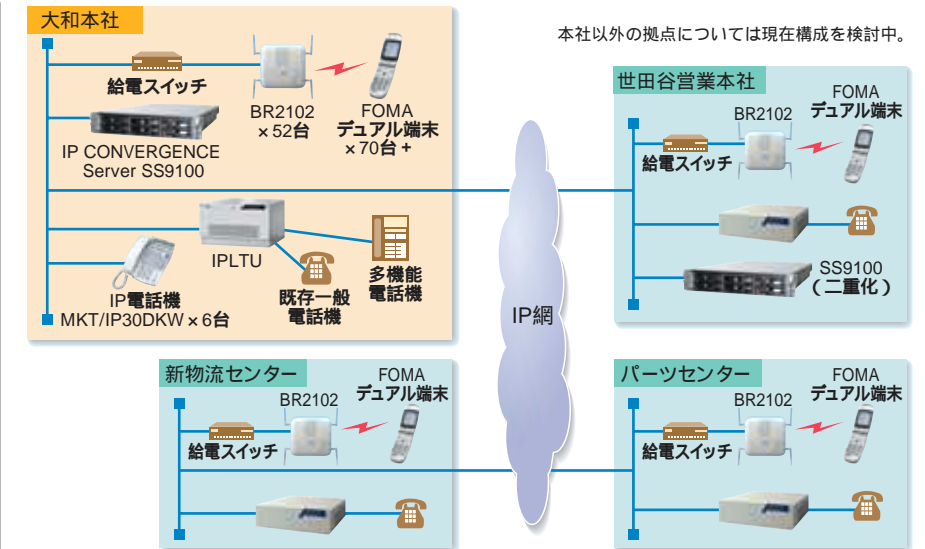 大和本社
給電スイッチ
BR2102
×52台
FOMA
デュアル端末
×70台+
IP CONVERGENCE
Server SS9100
IPLTU
IP電話機
MKT/IP30DKW×6台
既存一般
電話機
多機能
電話機
本社以外の拠点については現在構成を検討中。
世田谷営業本社
FOMA
デュアル端末
BR2102
給電スイッチ
SS9100
(二重化)
IP網
新物流センター
FOMA
デュアル端末
BR2102
給電スイッチ
パーツセンター
FOMA
デュアル端末
BR2102
給電スイッチ